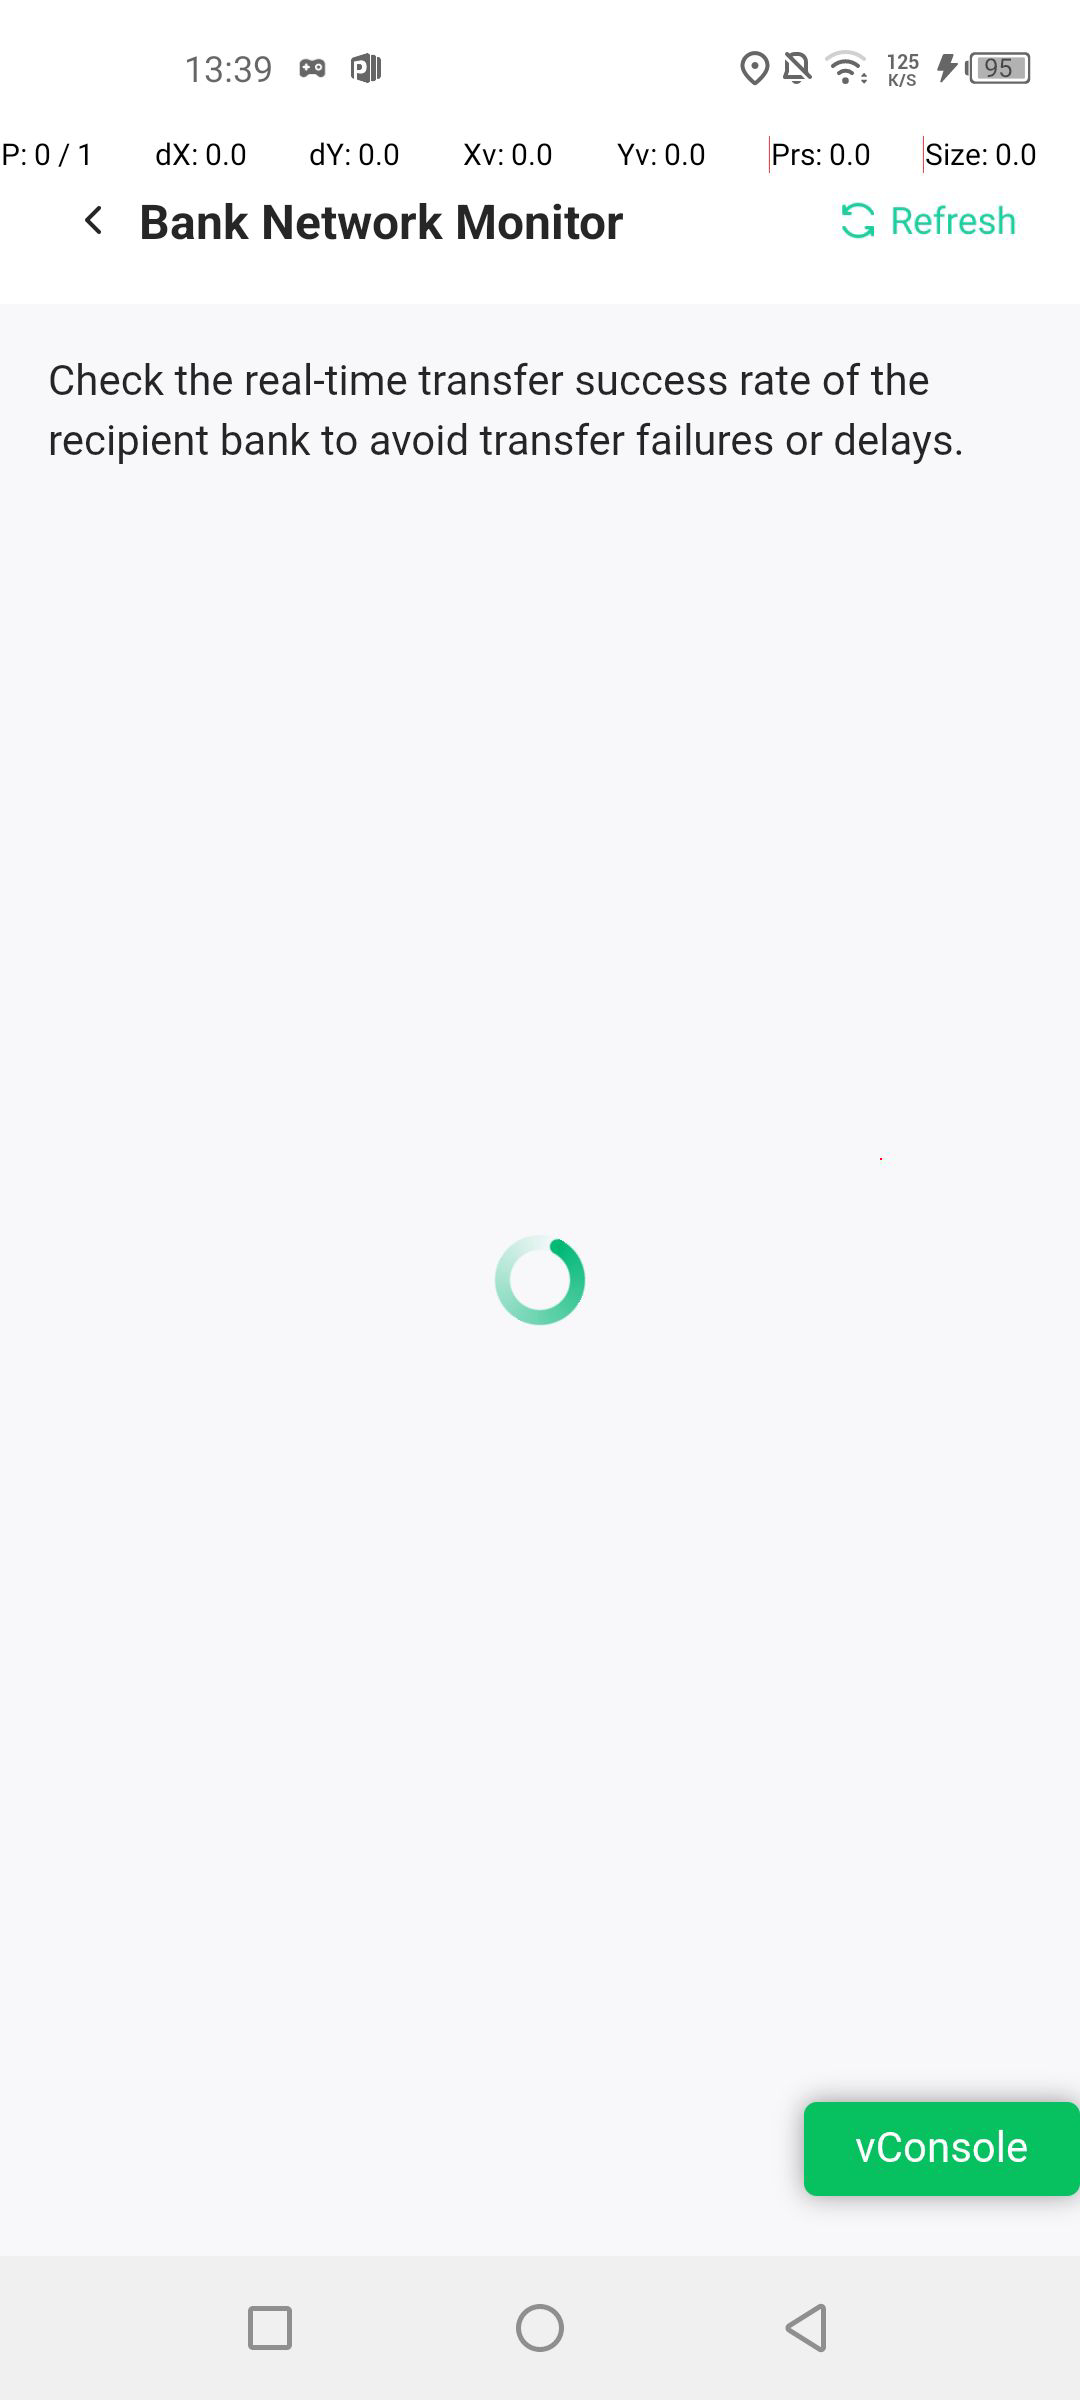 13:39
125
K/S
95
P: 0 / 1 dX: 0.0 dY: 0.0 Xv: 0.0 Yv: 0.0 Prs: 0.0 Size: 0.0
Bank Network Monitor
Refresh
Check the real-time transfer success rate of the
recipient bank to avoid transfer failures or delays.
vConsole